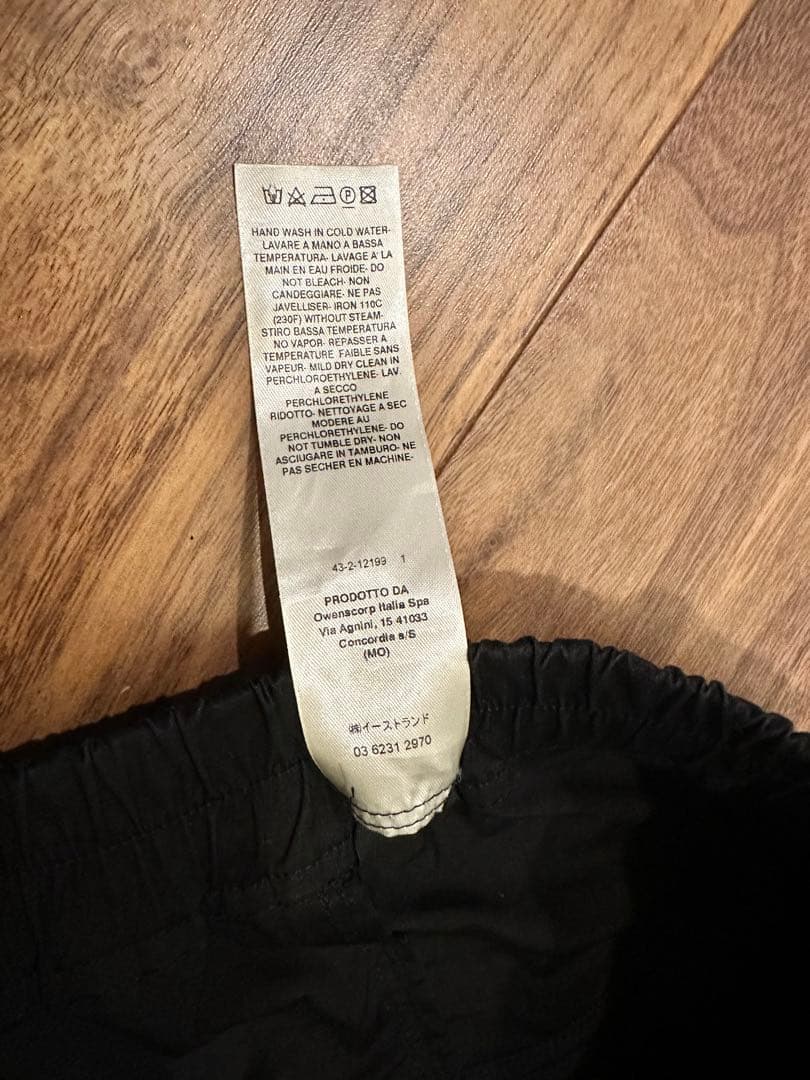 HAND WASH IN COLD WATER-
LAVARE A MANO A BASSA
TEMPERATURA- LAVAGE A' LA
MAIN EN EAU FROIDE- DO
NOT BLEACH- NON
CANDEGGIARE- NE PAS
JAVELLISER- IRON 110C
(230F) WITHOUT STEAM-
STIRO BASSA TEMPERATURA
NO VAPOR- REPASSER A
TEMPERATURE FAIBLE SANS
VAPEUR- MILD DRY CLEAN IN
PERCHLOROETHYLENE- LAV.
A SECCO
PERCHLORETHYLENE
RIDOTTO- NETTOYAGE A SEC
MODERE AU
PERCHLORETHYLENE- DO
NOT TUMBLE DRY- NON
ASCIUGARE IN TAMBURO- NE
PAS SECHER EN MACHINE-
43-2-12199 1
PRODOTTO DA
Owenscorp Italia Spa
Via Agnini, 15 41033
Concordia s/S
(MO)
㈱イーストランド
03 6231 2970